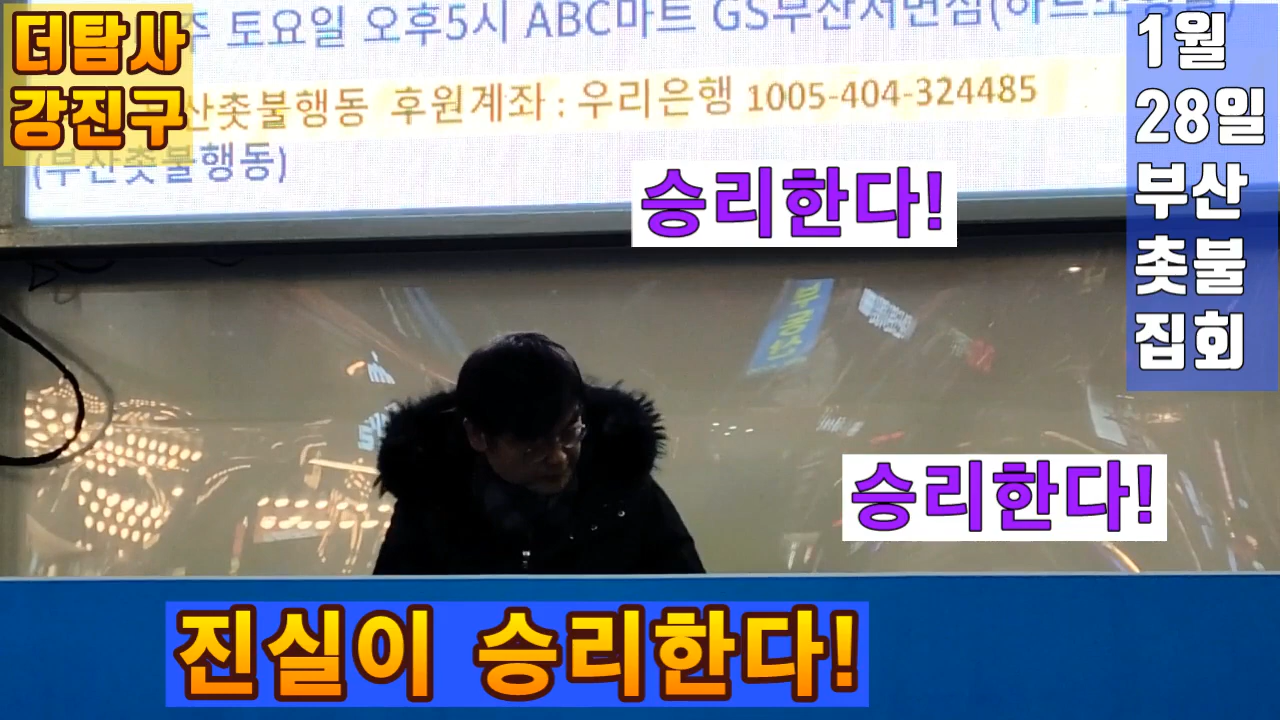 더탐사
강진구
주 토요일 오후5시 ABC마트 GS부산서면점
산촛불행동 후원계좌 : 우리은행 1005-404-324485
(부산촛불행동)
1월
28일
부산
촛불
집회
승리한다!
승리한다!
진실이 승리한다!